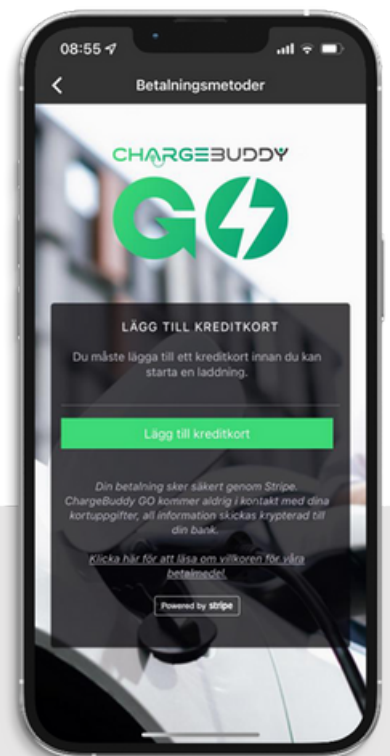 08:55
Betalningsmetoder
CHARGEBUDDY
GO
LÄGG TILL KREDITKORT
Du måste lägga till ett kreditkort innan du kan
starta en laddning.
Lägg till kreditkort
Din betalning sker säkert genom Stripe.
ChargeBuddy GO kommer aldrig i kontakt med dina
kortuppgifter, all information skickas krypterad till
din bank.
Klicka här för att läsa om villkoren för våra
betalmedel.
Powered by stripe